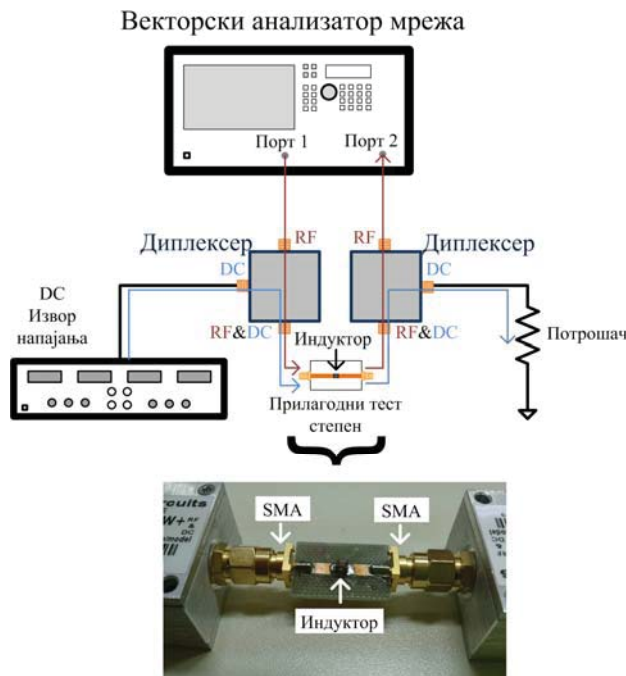 Векторски анализатор мрежа
Порт 1
Порт 2
RF
RF
Диплексер
Диплексер
DC
DC
DC
Извор
напајања
RF&DC
RF&DC
Индуктор
Потрошач
Прилагодни тест
степен
SMA
SMA
Индуктор